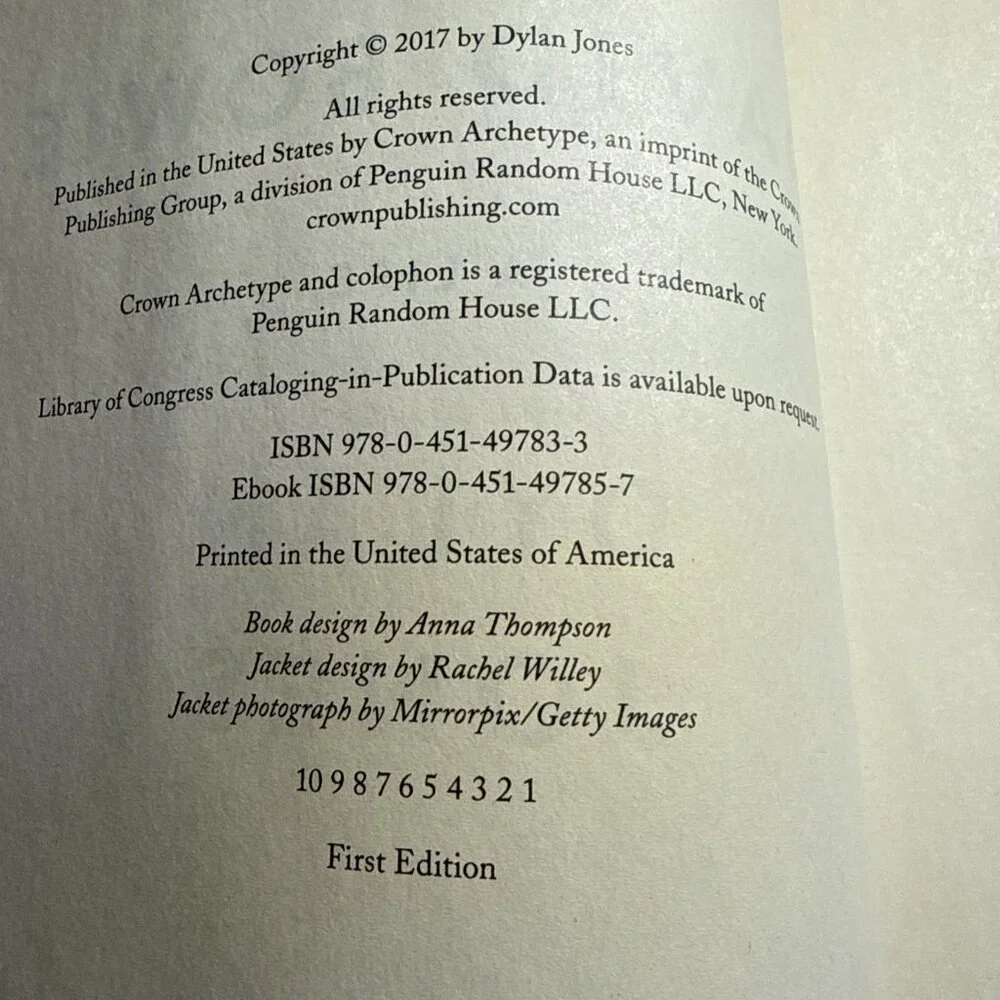 Copyright © 2017 by Dylan Jones
All rights reserved.
Published in the United States by Crown Archetype, an imprint of the Crown
Publishing Group, a division of Penguin Random House LLC, New York.
crownpublishing.com
Crown Archetype and colophon is a registered trademark of
Penguin Random House LLC.
Library of Congress Cataloging-in-Publication Data is available upon request.
ISBN 978-0-451-49783-3
Ebook ISBN 978-0-451-49785-7
Printed in the United States of America
Book design by Anna Thompson
Jacket design by Rachel Willey
Jacket photograph by Mirrorpix/Getty Images
10 9 8 7 6 5 4 3 2 1
First Edition